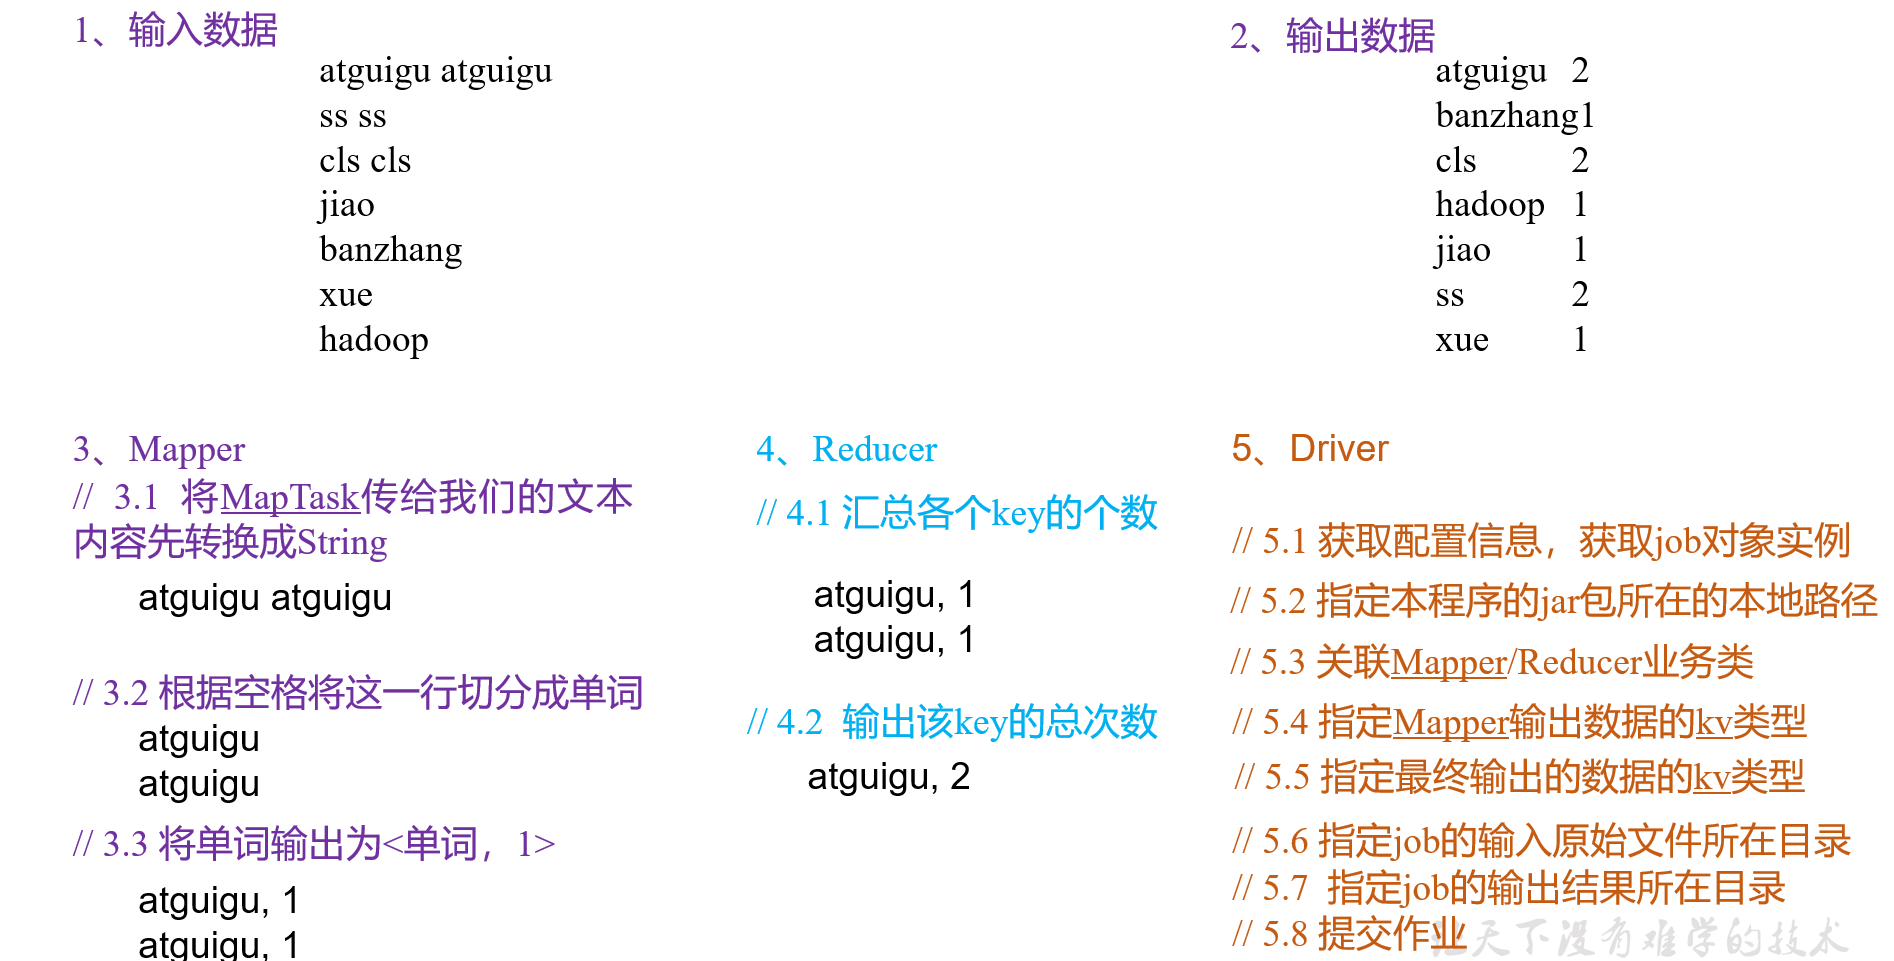 1、输入数据
atguigu atguigu
ss ss
cls cls
jiao
banzhang
xue
hadoop
2、输出数据
atguigu 2
banzhang1
cls 2
hadoop 1
jiao 1
ss 2
xue 1
3、Mapper
// 3.1 将MapTask传给我们的文本
内容先转换成String
atguigu atguigu
// 3.2 根据空格将这一行切分成单词
atguigu
atguigu
// 3.3 将单词输出为<单词，1>
atguigu, 1
atguigu, 1
4、Reducer
// 4.1 汇总各个key的个数
atguigu, 1
atguigu, 1
// 4.2 输出该key的总次数
atguigu, 2
5、Driver
// 5.1 获取配置信息，获取job对象实例
// 5.2 指定本程序的jar包所在的本地路径
// 5.3 关联Mapper/Reducer业务类
// 5.4 指定Mapper输出数据的kv类型
// 5.5 指定最终输出的数据的kv类型
// 5.6 指定job的输入原始文件所在目录
// 5.7 指定job的输出结果所在目录
// 5.8 提交作业
让天下没有难学的技术